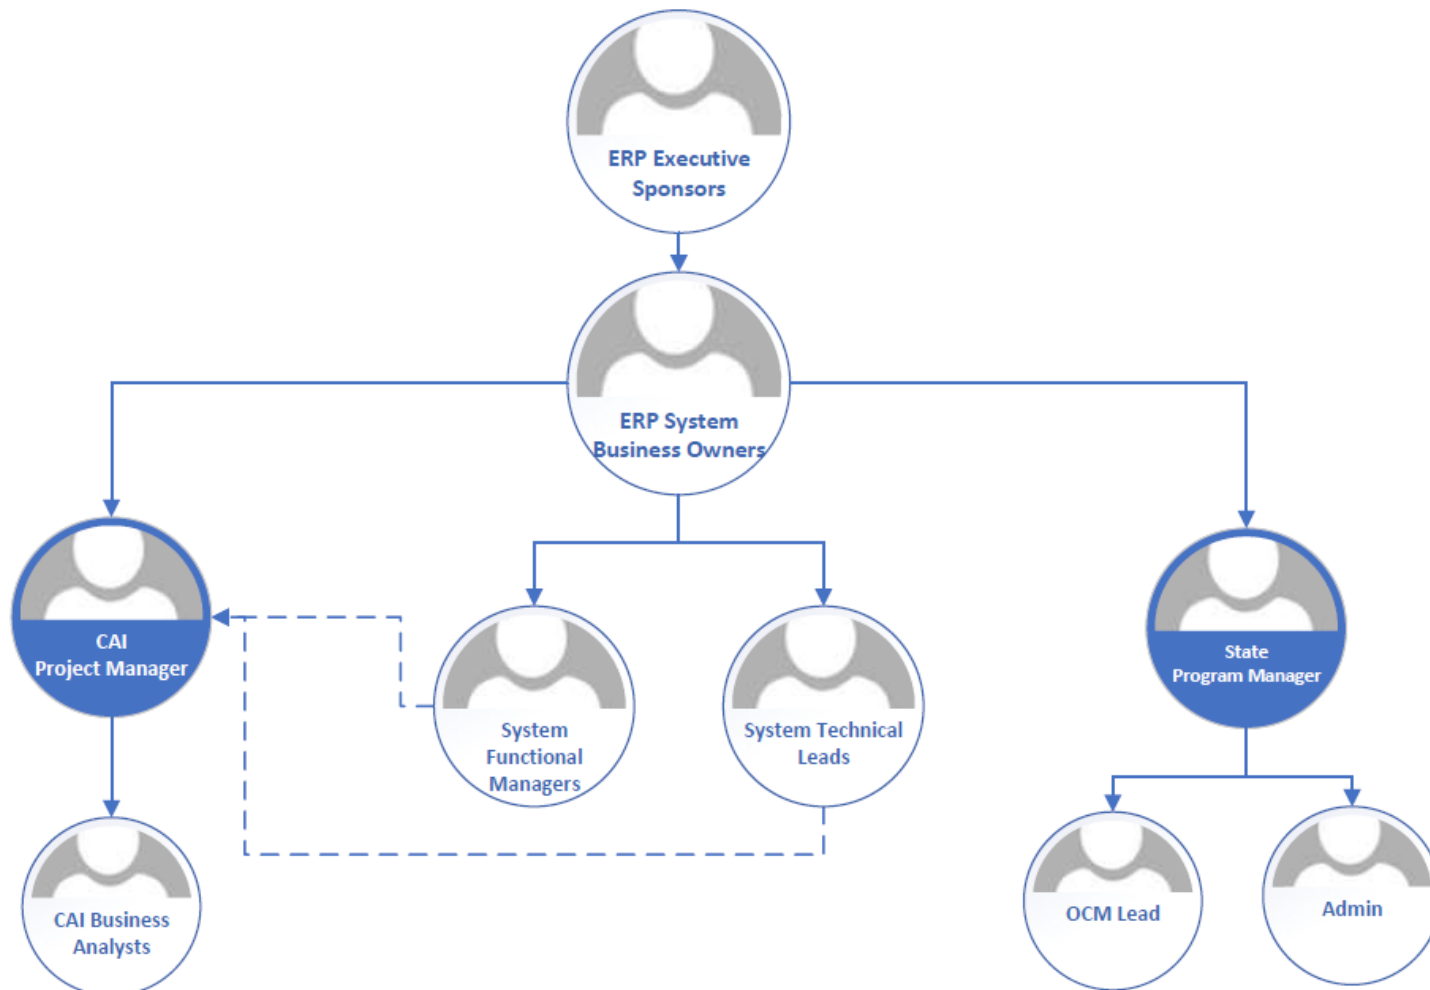 ERP Executive
Sponsors
ERP System
Business Owners
CAI
Project Manager
System
Functional
Managers
System Technical
Leads
State
Program Manager
CAI Business
Analysts
OCM Lead
Admin